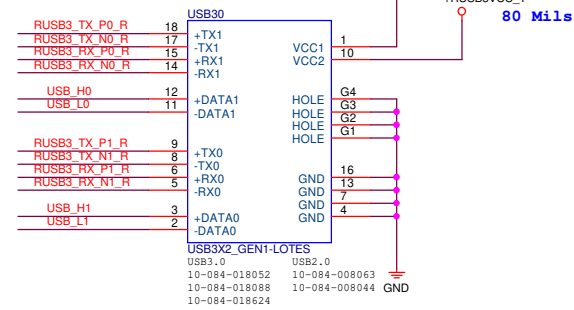 USB30
80 Mils
RUSB3_TX_P0_R 18 +TX1
RUSB3_TX_N0_R 17 -TX1 VCC1 1
RUSB3_RX_P0_R 15 +RX1 VCC2 10
RUSB3_RX_N0_R 14 -RX1
USB_H0 12 +DATA1 HOLE G4
USB_L0 11 -DATA1 HOLE G3
HOLE G2
HOLE G1
RUSB3_TX_P1_R 9 +TX0
RUSB3_TX_N1_R 8 -TX0
RUSB3_RX_P1_R 6 +RX0 GND 16
RUSB3_RX_N1_R 5 -RX0 GND 13
GND 7
USB_H1 3 +DATA0 GND 4
USB_L1 2 -DATA0
USB3X2_GEN1-LOTES
USB3.0 USB2.0
10-084-018052 10-084-008063
10-084-018088 10-084-008044 GND
10-084-018624